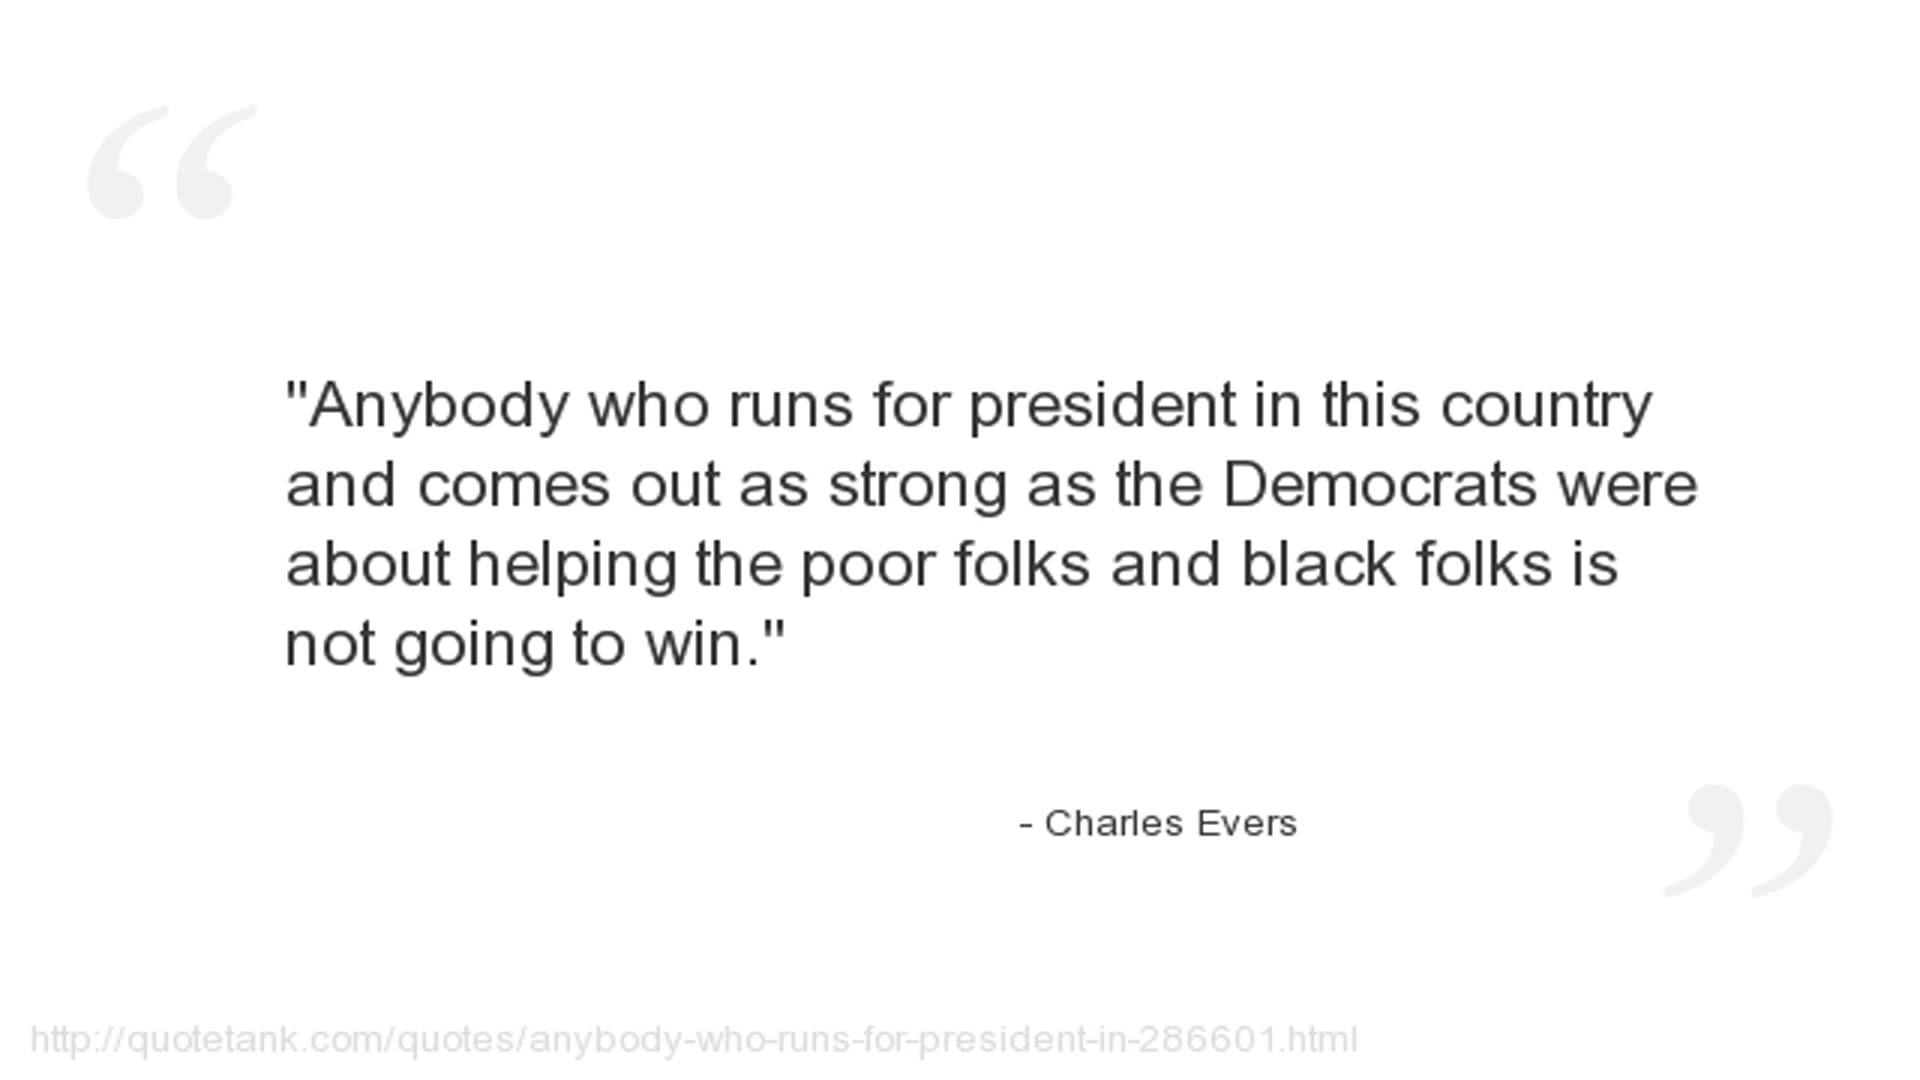 "Anybody who runs for president in this country
and comes out as strong as the Democrats were
about helping the poor folks and black folks is
not going to win."
- Charles Evers
http://quotetank.com/quotes/anybody-who-runs-for-president-in-286601.html